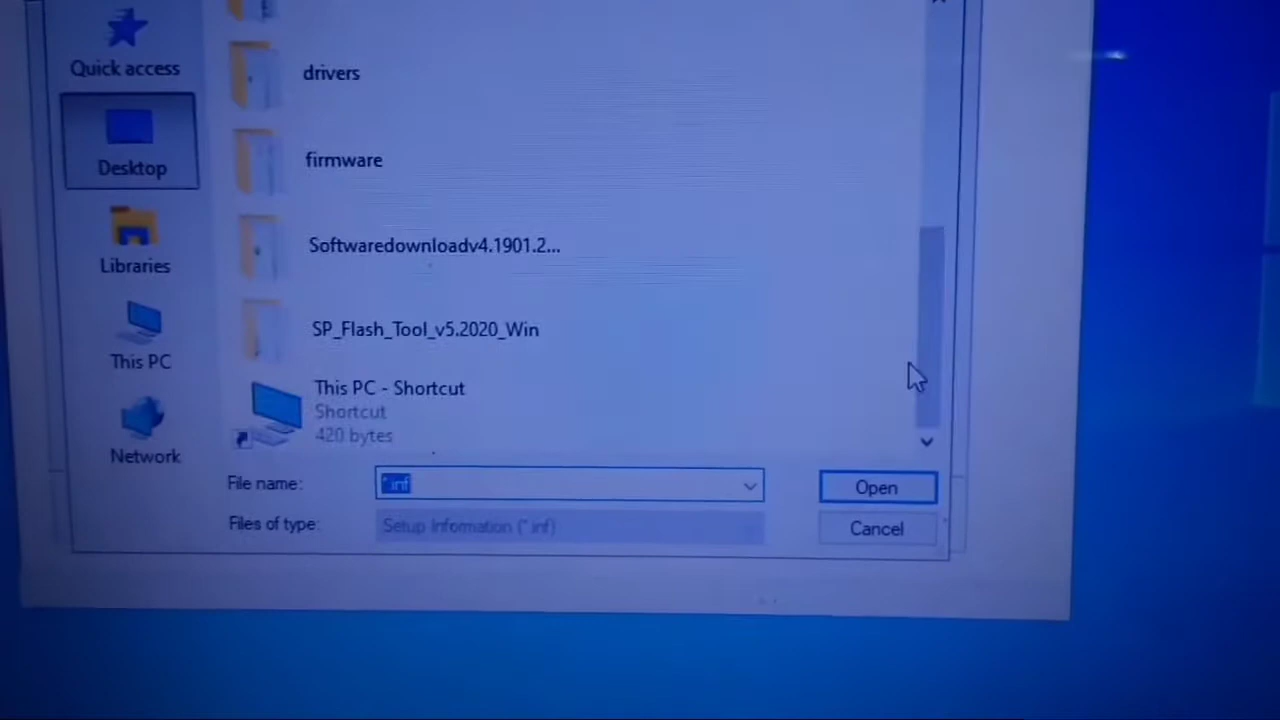 Quick access
Desktop
Libraries
This PC
Network
drivers
firmware
Softwaredownloadv4.1901.2...
SP_Flash_Tool_v5.2020_Win
This PC - Shortcut
Shortcut
420 bytes
File name:
*.inf
Open
Files of type:
Setup Information (*.inf)
Cancel